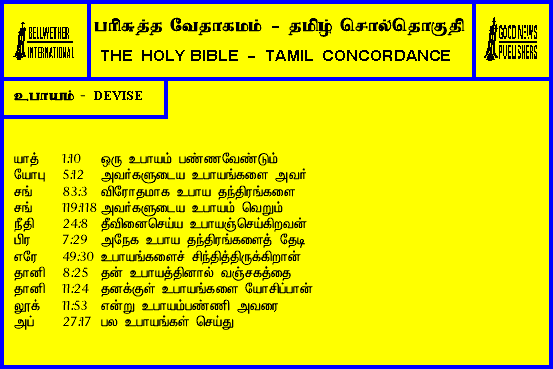 BELLWETHER
INTERNATIONAL
பரிசுத்த வேதாகமம் - தமிழ் சொல்தொகுதி
THE HOLY BIBLE - TAMIL CONCORDANCE
GOOD NEWS
PUBLISHERS
உபாயம் - DEVISE
யாத் 1:10 ஒரு உபாயம் பண்ணவேண்டும்
யோபு 5:12 அவர்களுடைய உபாயங்களை அவர்
சங் 83:3 விரோதமாக உபாய தந்திரங்களை
சங் 119:118 அவர்களுடைய உபாயம் வெறும்
நீதி 24:8 தீவினைசெய்ய உபாயஞ்செய்கிறவன்
பிர 7:29 அநேக உபாய தந்திரங்களைத் தேடி
எரே 49:30 உபாயங்களைச் சிந்தித்திருக்கிறான்
தானி 8:25 தன் உபாயத்தினால் வஞ்சகத்தை
தானி 11:24 தனக்குள் உபாயங்களை யோசிப்பான்
லூக் 11:53 என்று உபாயம்பண்ணி அவரை
அப் 27:17 பல உபாயங்கள் செய்து